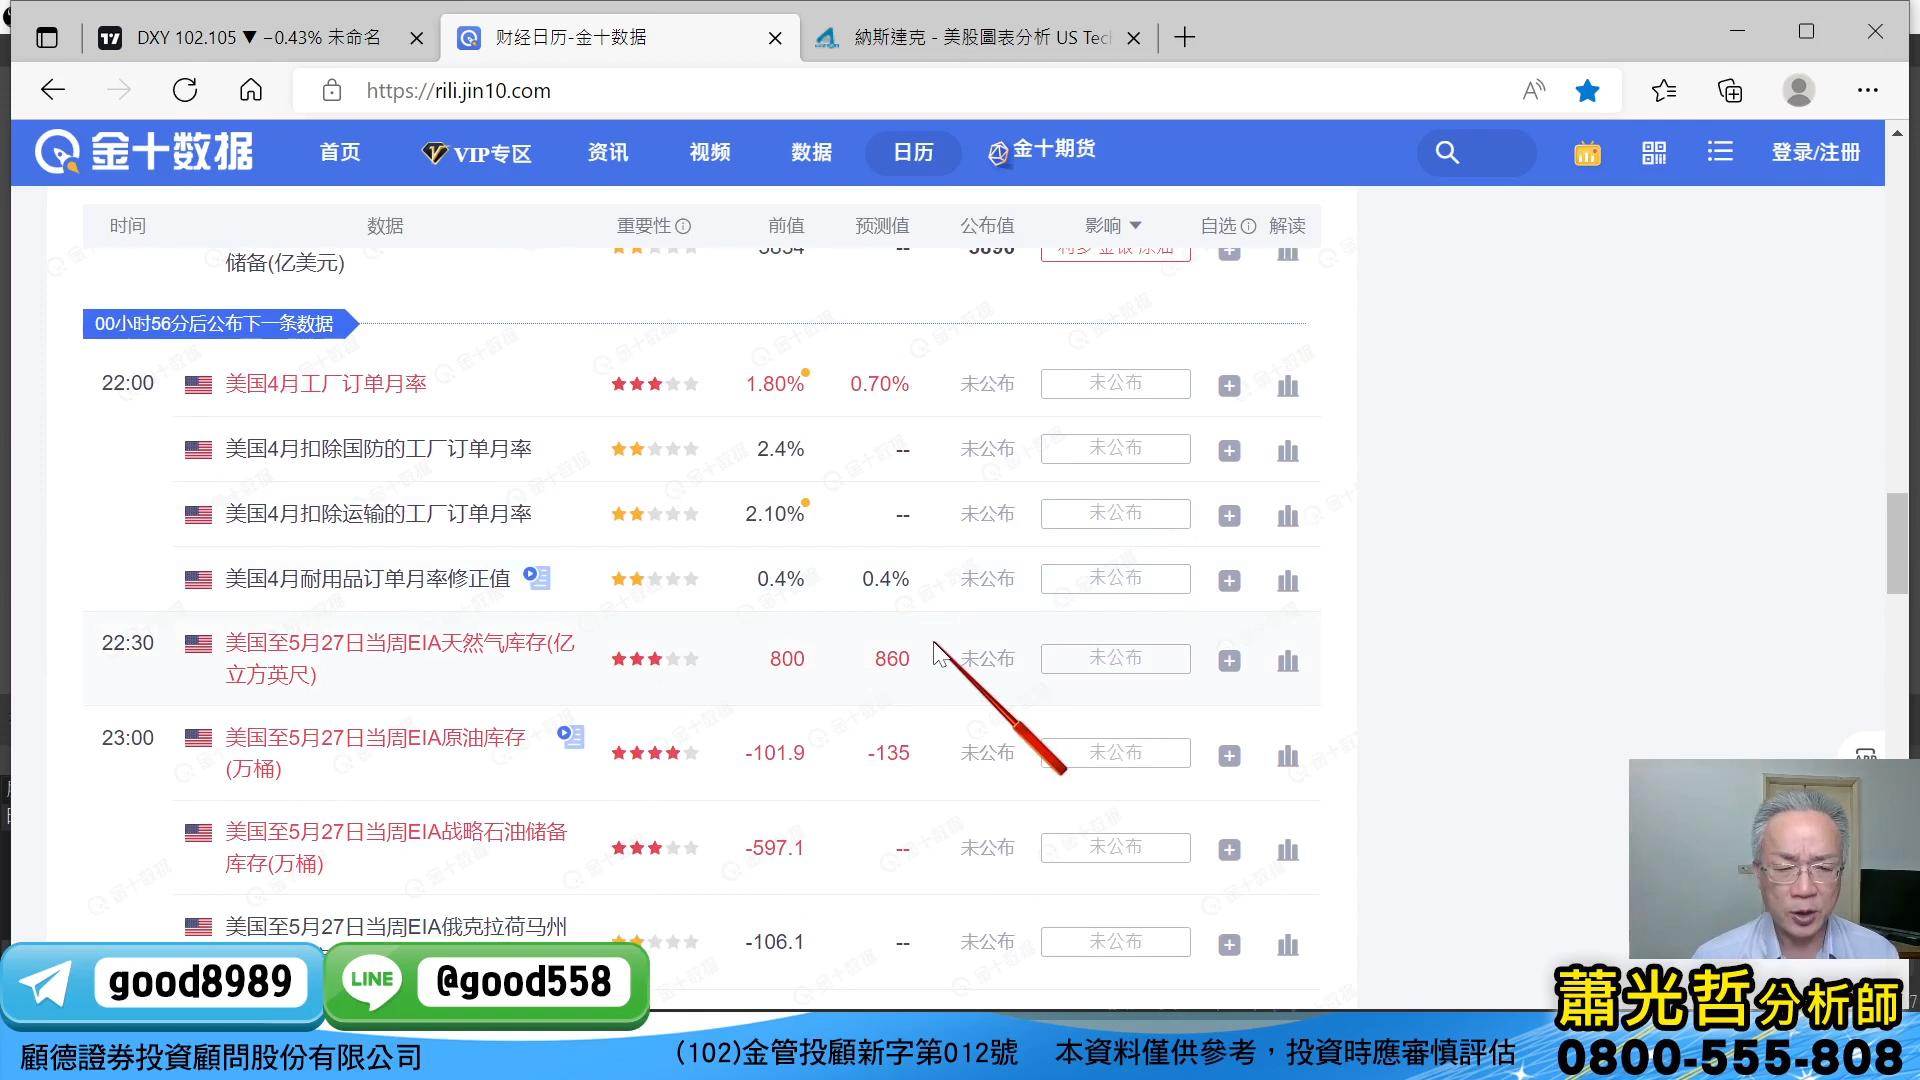 DXY 102.105 ▼ −0.43% 未命名
财经日历-金十数据
納斯達克 - 美股圖表分析 US Tec
https://rili.jin10.com
金十数据
首页
VIP专区
资讯
视频
数据
日历
金十期货
登录/注册
时间 数据 重要性 前值 预测值 公布值 影响 自选 解读
储备(亿美元) --
00小时56分后公布下一条数据
22:00 美国4月工厂订单月率 1.80% 0.70% 未公布 未公布
美国4月扣除国防的工厂订单月率 2.4% -- 未公布 未公布
美国4月扣除运输的工厂订单月率 2.10% -- 未公布 未公布
美国4月耐用品订单月率修正值 0.4% 0.4% 未公布 未公布
22:30 美国至5月27日当周EIA天然气库存(亿
立方英尺) 800 860 未公布 未公布
23:00 美国至5月27日当周EIA原油库存
(万桶) -101.9 -135 未公布 未公布
美国至5月27日当周EIA战略石油储备
库存(万桶) -597.1 -- 未公布 未公布
美国至5月27日当周EIA俄克拉荷马州
-106.1 -- 未公布 未公布
good8989
LINE @good558
蕭光哲分析師
0800-555-808
顧德證券投資顧問股份有限公司
(102)金管投顧新字第012號
本資料僅供參考，投資時應審慎評估